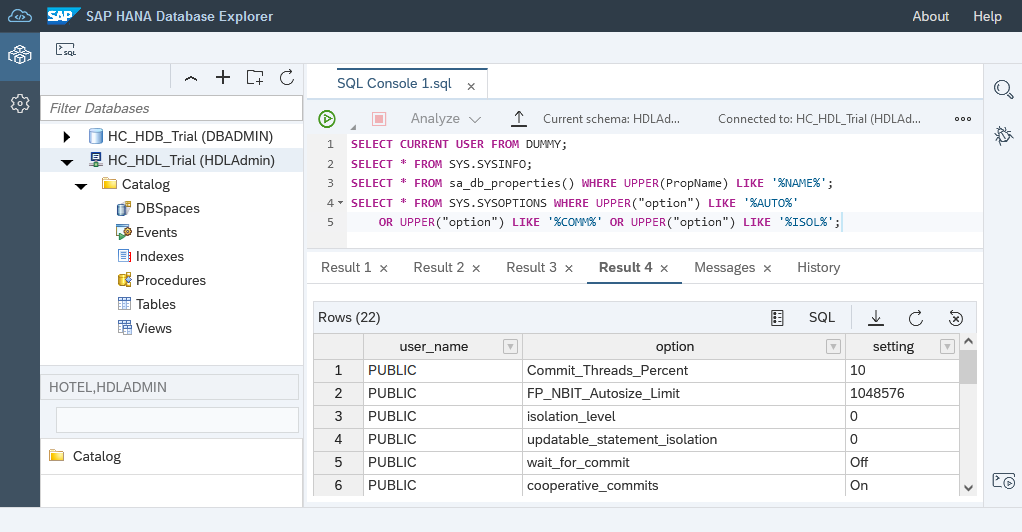 SAP SAP HANA Database Explorer About Help
SQL
Filter Databases
HC_HDB_Trial (DBADMIN)
HC_HDL_Trial (HDLAdmin)
Catalog
DBSpaces
Events
Indexes
Procedures
Tables
Views
HOTEL,HDLADMIN
Catalog
SQL Console 1.sql
Analyze Current schema: HDLAd... Connected to: HC_HDL_Trial (HDLAd...
1 SELECT CURRENT USER FROM DUMMY;
2 SELECT * FROM SYS.SYSINFO;
3 SELECT * FROM sa_db_properties() WHERE UPPER(PropName) LIKE '%NAME%';
4 SELECT * FROM SYS.SYSOPTIONS WHERE UPPER("option") LIKE '%AUTO%'
5 OR UPPER("option") LIKE '%COMM%' OR UPPER("option") LIKE '%ISOL%';
Result 1 Result 2 Result 3 Result 4 Messages History
Rows (22) SQL
user_name option setting
1 PUBLIC Commit_Threads_Percent 10
2 PUBLIC FP_NBIT_Autosize_Limit 1048576
3 PUBLIC isolation_level 0
4 PUBLIC updatable_statement_isolation 0
5 PUBLIC wait_for_commit Off
6 PUBLIC cooperative_commits On